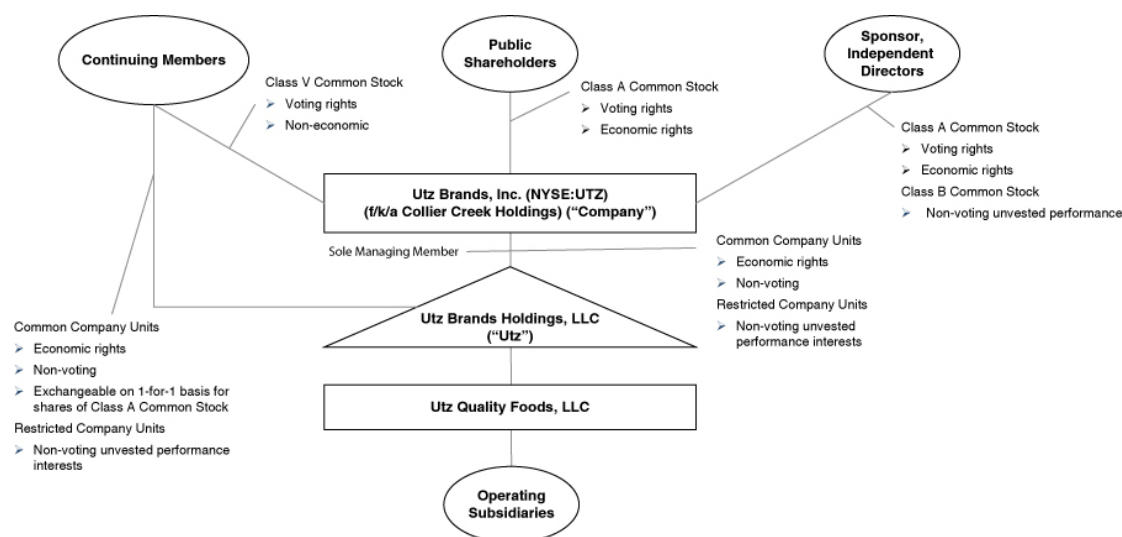 Continuing Members
Public
Shareholders
Sponsor,
Independent
Directors
Class V Common Stock
➢ Voting rights
➢ Non-economic
Class A Common Stock
➢ Voting rights
➢ Economic rights
Class A Common Stock
➢ Voting rights
➢ Economic rights
Class B Common Stock
➢ Non-voting unvested performance
Utz Brands, Inc. (NYSE:UTZ)
(f/k/a Collier Creek Holdings) (“Company”)
Sole Managing Member
Common Company Units
➢ Economic rights
➢ Non-voting
Restricted Company Units
➢ Non-voting unvested
performance interests
Utz Brands Holdings, LLC
(“Utz”)
Common Company Units
➢ Economic rights
➢ Non-voting
➢ Exchangeable on 1-for-1 basis for
shares of Class A Common Stock
Restricted Company Units
➢ Non-voting unvested performance
interests
Utz Quality Foods, LLC
Operating
Subsidiaries